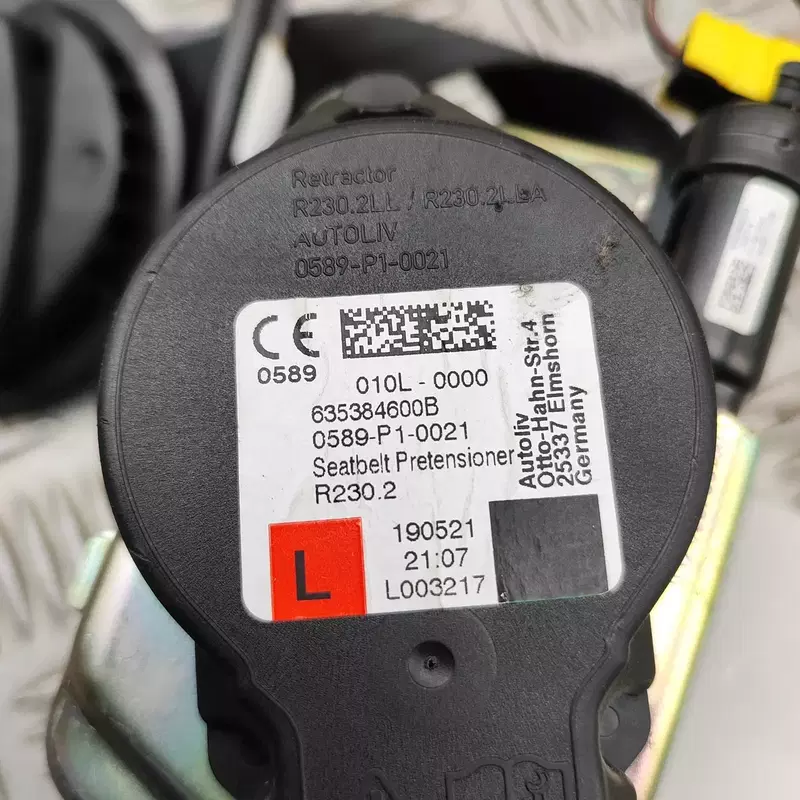 Retractor
R230.2LL / R230.2LLA
AUTOLIV
0589-P1-0021
CE
0589
010L - 0000
635384600B
0589-P1-0021
Seatbelt Pretensioner
R230.2
Autoliv
Otto-Hahn-Str.4
25337 Elmshorn
Germany
L
190521
21:07
L003217